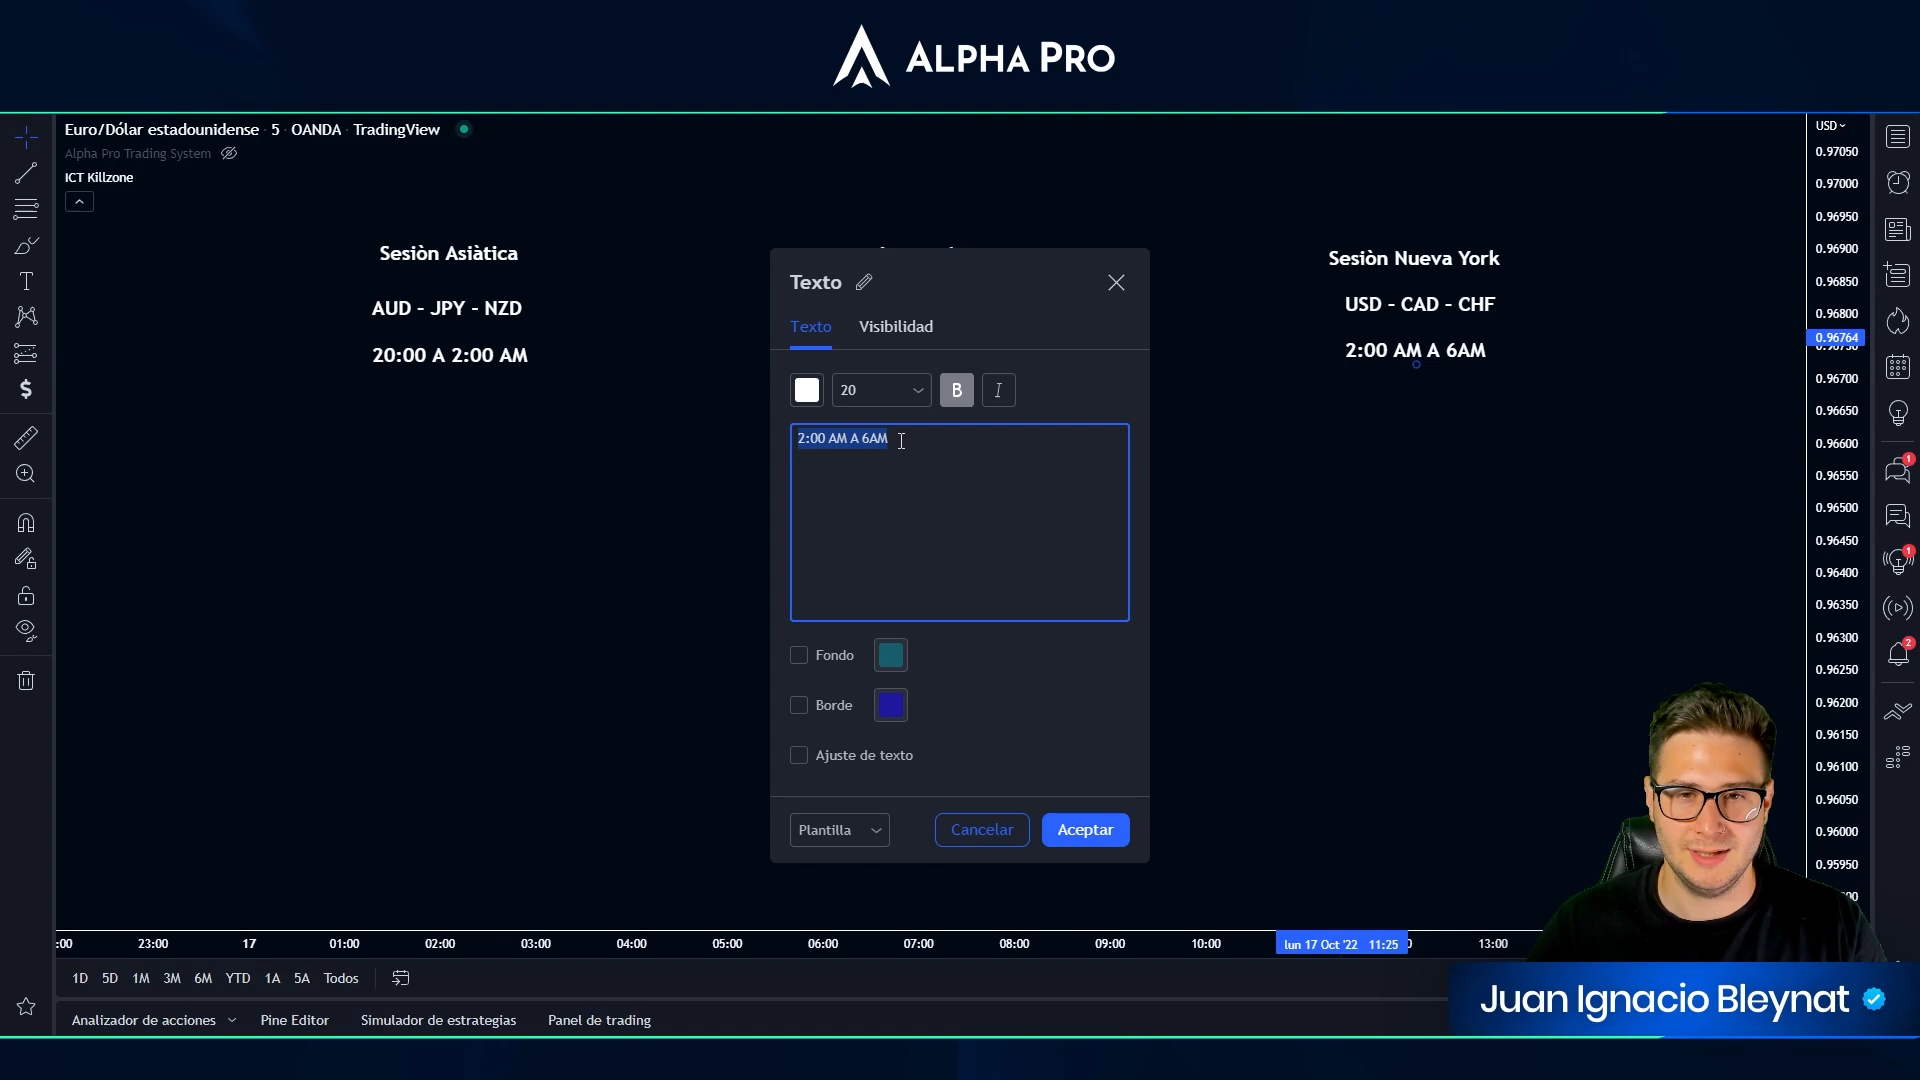 ALPHA PRO
Euro/Dólar estadounidense · 5 · OANDA · TradingView
Alpha Pro Trading System
ICT Killzone
Sesiòn Asiàtica
AUD - JPY - NZD
20:00 A 2:00 AM
Sesiòn Nueva York
USD - CAD - CHF
2:00 AM A 6AM
Texto
Texto
Visibilidad
20
B
I
2:00 AM A 6AM
Fondo
Borde
Ajuste de texto
Plantilla
Cancelar
Aceptar
USD
0.97050
0.97000
0.96950
0.96900
0.96850
0.96800
0.96764
0.96700
0.96650
0.96600
0.96550
0.96500
0.96450
0.96400
0.96350
0.96300
0.96250
0.96200
0.96150
0.96100
0.96050
0.96000
0.95950
1
1
2
:00 23:00 17 01:00 02:00 03:00 04:00 05:00 06:00 07:00 08:00 09:00 10:00 lun 17 Oct '22 11:25 13:00
1D 5D 1M 3M 6M YTD 1A 5A Todos
Analizador de acciones Pine Editor Simulador de estrategias Panel de trading
Juan Ignacio Bleynat